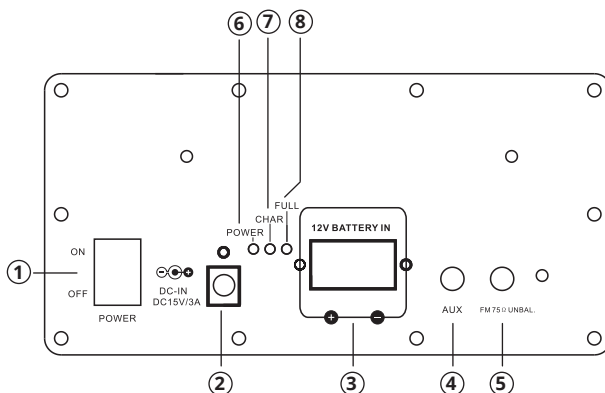 ⑥ ⑦ ⑧
FULL
CHAR
POWER
12V BATTERY IN
ON
①
OFF
POWER
DC-IN
DC15V/3A
AUX
FM 75Ω UNBAL.
② ③ ④ ⑤